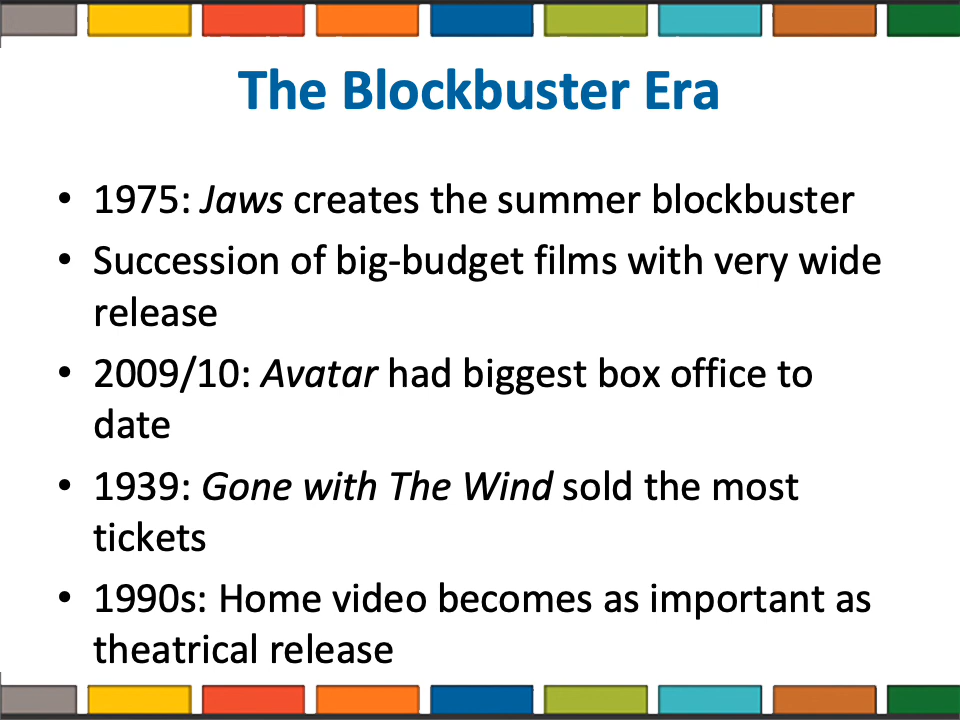 The Blockbuster Era
• 1975: Jaws creates the summer blockbuster
• Succession of big-budget films with very wide
release
• 2009/10: Avatar had biggest box office to
date
• 1939: Gone with The Wind sold the most
tickets
• 1990s: Home video becomes as important as
theatrical release